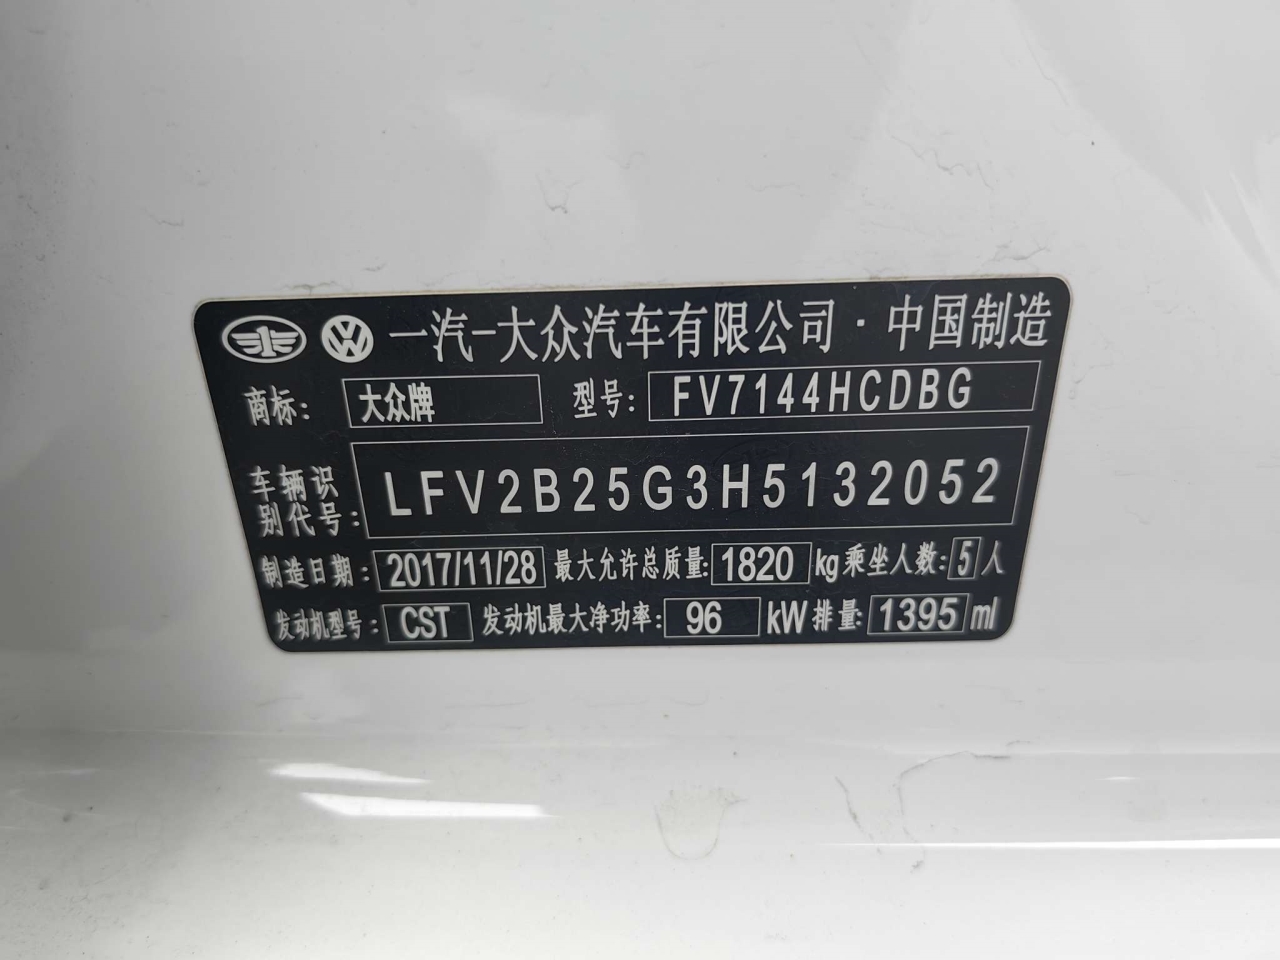 一汽-大众汽车有限公司·中国制造
商标: 大众牌 型号: FV7144HCDBG
车辆识别代号: LFV2B25G3H5132052
制造日期: 2017/11/28 最大允许总质量: 1820 kg 乘坐人数: 5 人
发动机型号: CST 发动机最大净功率: 96 kW 排量: 1395 ml